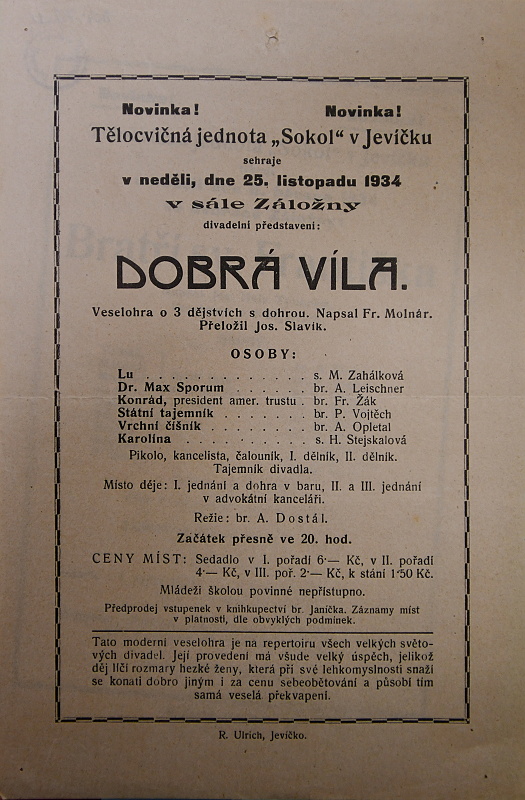 Novinka! Novinka!
Tělocvičná jednota „Sokol“ v Jevíčku
sehraje
v neděli, dne 25. listopadu 1934
v sále Záložny
divadelní představení:
DOBRÁ VÍLA.
Veselohra o 3 dějstvích s dohrou. Napsal Fr. Molnár.
Přeložil Jos. Slavík.
OSOBY:
Lu . . . . . . . . . . . . . s. M. Zahálková
Dr. Max Sporum . . . . . . br. A. Leischner
Konrád, president amer. trustu . br. Fr. Žák
Státní tajemník . . . . . . . br. P. Vojtěch
Vrchní číšník . . . . . . . . br. A. Opletal
Karolina . . . . . . . . . . s. H. Stejskalová
Pikolo, kancelista, čalouník, I. dělník, II. dělník.
Tajemník divadla.
Místo děje: I. jednání a dohra v baru, II. a III. jednání
v advokátní kanceláři.
Režie: br. A. Dostál.
Začátek přesně ve 20. hod.
CENY MÍST: Sedadlo v I. pořadí 6·— Kč, v II. pořadí
4·— Kč, v III. poř. 2·— Kč, k stání 1·50 Kč.
Mládeži školou povinné nepřístupno.
Předprodej vstupenek v knihkupectví br. Janíčka. Záznamy míst
v platnosti, dle obvyklých podmínek.
Tato moderní veselohra je na repertoiru všech velkých světo-
vých divadel. Její provedení má všude velký úspěch, jelikož
děj líčí rozmary hezké ženy, která při své lehkomyslnosti snaží
se konati dobro jiným i za cenu sebeobětování a působí tím
samá veselá překvapení.
R. Ulrich, Jevíčko.